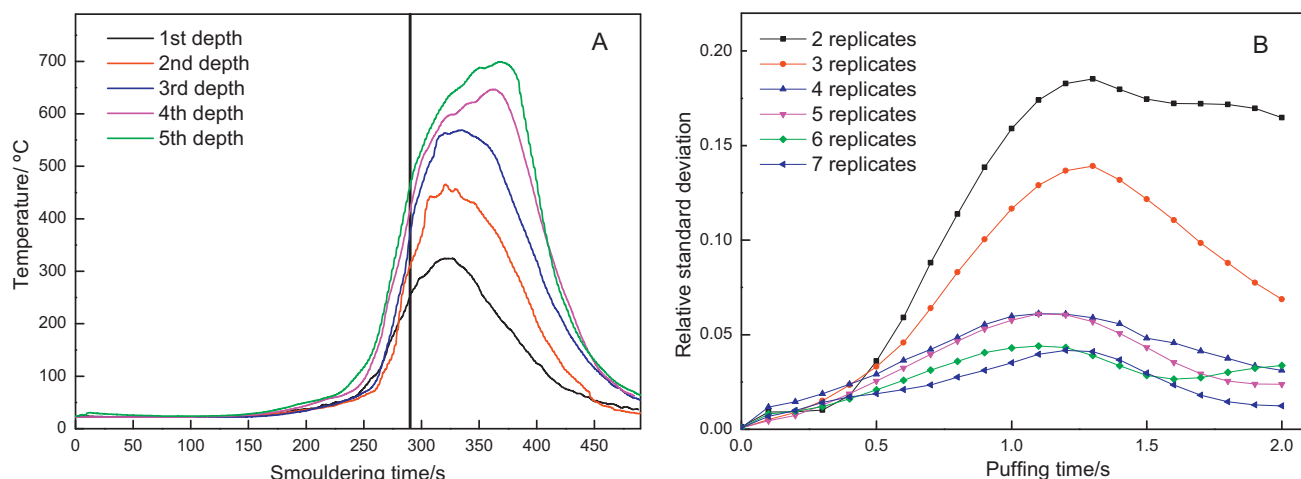 A
1st depth
2nd depth
3rd depth
4th depth
5th depth
Temperature/ ºC
700
600
500
400
300
200
100
0
0 50 100 150 200 250 300 350 400 450
Smouldering time/s
B
2 replicates
3 replicates
4 replicates
5 replicates
6 replicates
7 replicates
Relative standard deviation
0.20
0.15
0.10
0.05
0.00
0.0 0.5 1.0 1.5 2.0
Puffing time/s